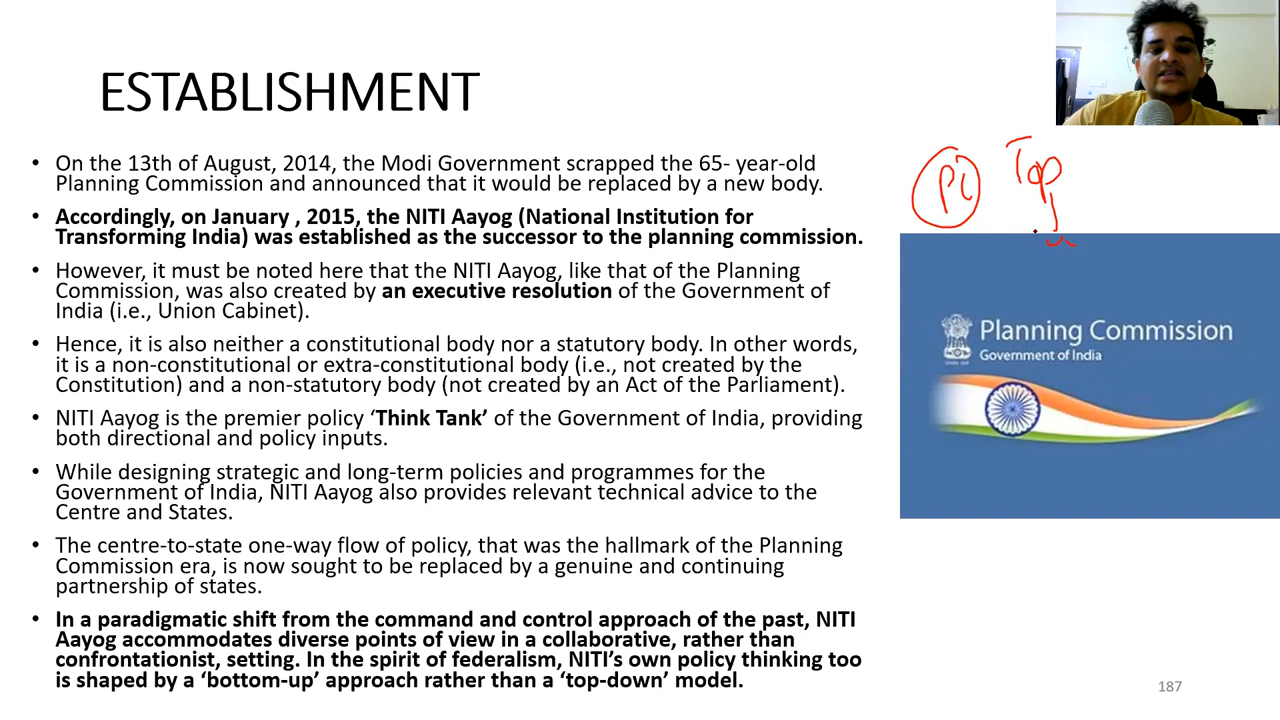 ESTABLISHMENT
• On the 13th of August, 2014, the Modi Government scrapped the 65- year-old
Planning Commission and announced that it would be replaced by a new body.
• Accordingly, on January , 2015, the NITI Aayog (National Institution for
Transforming India) was established as the successor to the planning commission.
• However, it must be noted here that the NITI Aayog, like that of the Planning
Commission, was also created by an executive resolution of the Government of
India (i.e., Union Cabinet).
• Hence, it is also neither a constitutional body nor a statutory body. In other words,
it is a non-constitutional or extra-constitutional body (i.e., not created by the
Constitution) and a non-statutory body (not created by an Act of the Parliament).
• NITI Aayog is the premier policy ‘Think Tank’ of the Government of India, providing
both directional and policy inputs.
• While designing strategic and long-term policies and programmes for the
Government of India, NITI Aayog also provides relevant technical advice to the
Centre and States.
• The centre-to-state one-way flow of policy, that was the hallmark of the Planning
Commission era, is now sought to be replaced by a genuine and continuing
partnership of states.
• In a paradigmatic shift from the command and control approach of the past, NITI
Aayog accommodates diverse points of view in a collaborative, rather than
confrontationist, setting. In the spirit of federalism, NITI’s own policy thinking too
is shaped by a ‘bottom-up’ approach rather than a ‘top-down’ model.
PC Top
Planning Commission
Government of India
187